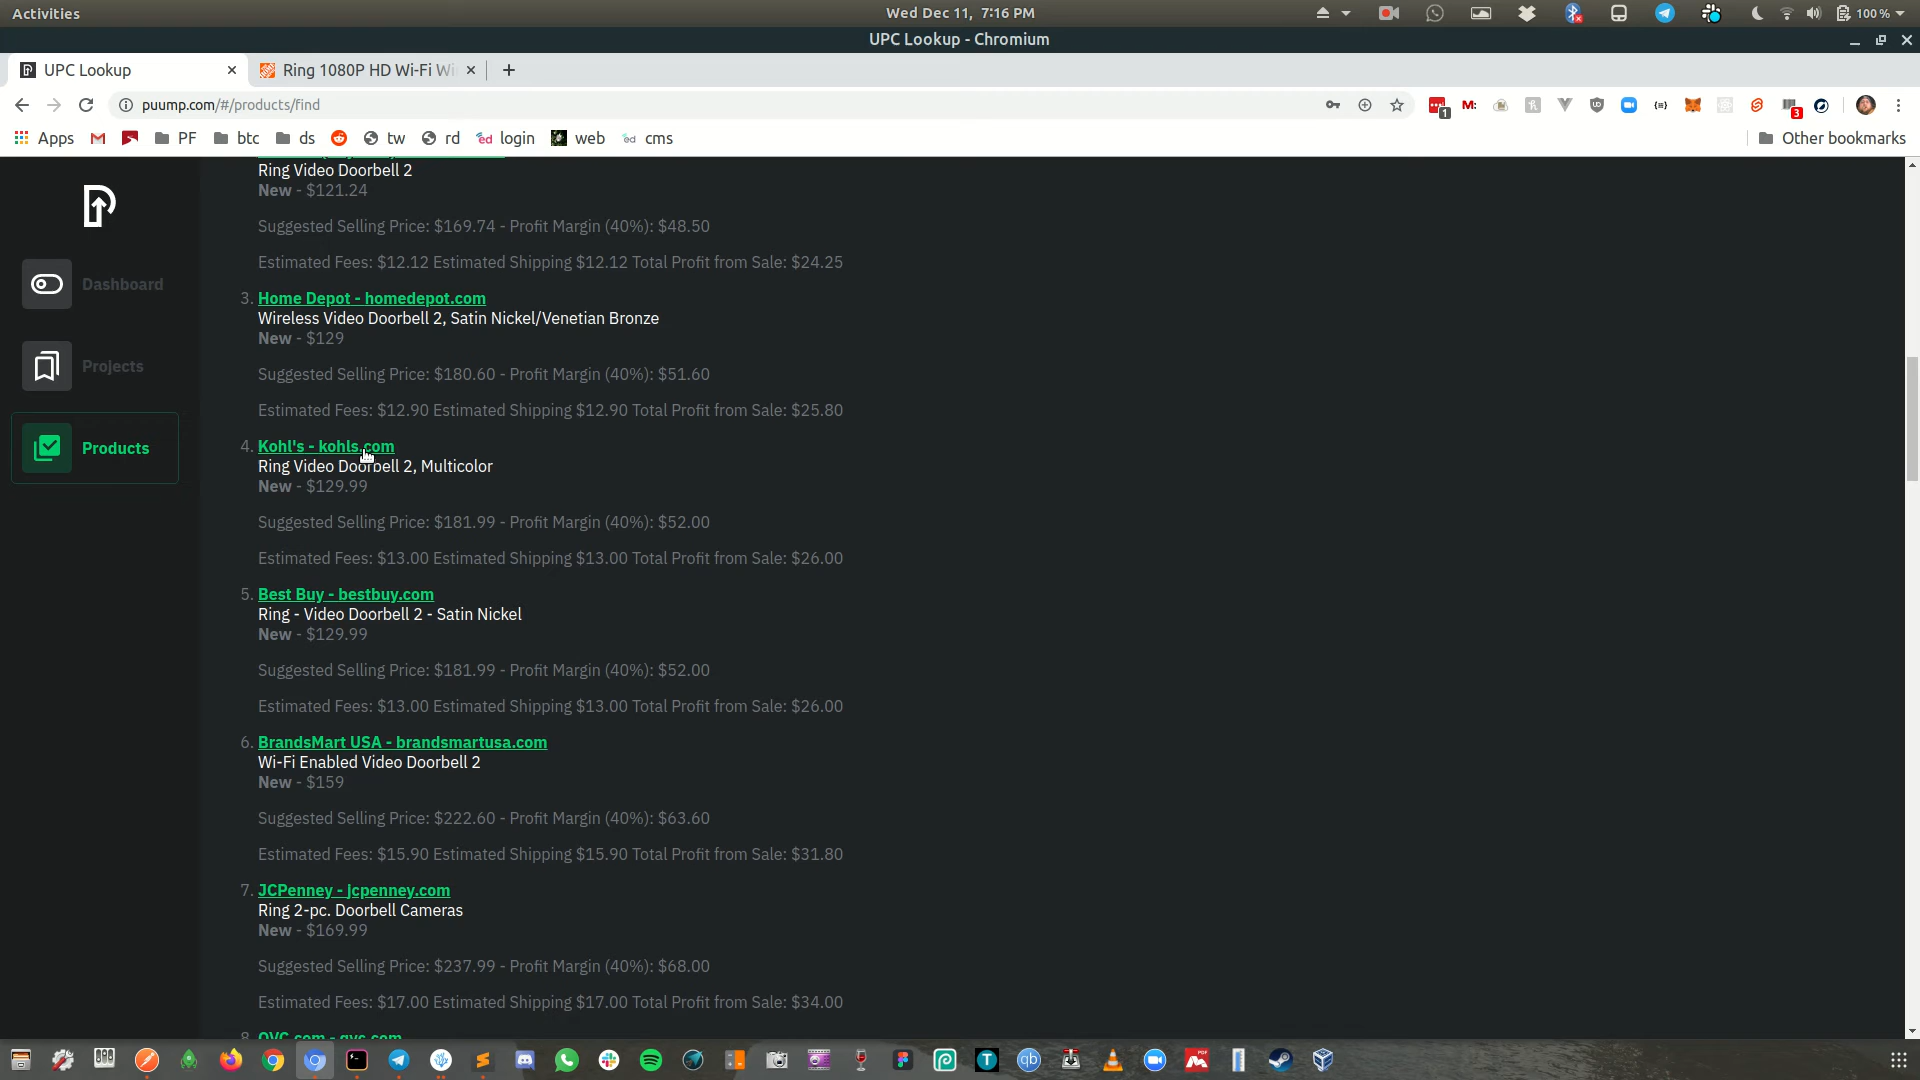 Activities
Wed Dec 11, 7:16 PM
100 %
UPC Lookup - Chromium
UPC Lookup
Ring 1080P HD Wi-Fi Wi
puump.com/#/products/find
1
M:
3
Apps
PF
btc
ds
tw
rd
ed login
web
ed cms
Other bookmarks
Ring Video Doorbell 2
New - $121.24
Suggested Selling Price: $169.74 - Profit Margin (40%): $48.50
Estimated Fees: $12.12 Estimated Shipping $12.12 Total Profit from Sale: $24.25
Dashboard
3. Home Depot - homedepot.com
Wireless Video Doorbell 2, Satin Nickel/Venetian Bronze
New - $129
Projects
Suggested Selling Price: $180.60 - Profit Margin (40%): $51.60
Estimated Fees: $12.90 Estimated Shipping $12.90 Total Profit from Sale: $25.80
Products
4. Kohl's - kohls.com
Ring Video Doorbell 2, Multicolor
New - $129.99
Suggested Selling Price: $181.99 - Profit Margin (40%): $52.00
Estimated Fees: $13.00 Estimated Shipping $13.00 Total Profit from Sale: $26.00
5. Best Buy - bestbuy.com
Ring - Video Doorbell 2 - Satin Nickel
New - $129.99
Suggested Selling Price: $181.99 - Profit Margin (40%): $52.00
Estimated Fees: $13.00 Estimated Shipping $13.00 Total Profit from Sale: $26.00
6. BrandsMart USA - brandsmartusa.com
Wi-Fi Enabled Video Doorbell 2
New - $159
Suggested Selling Price: $222.60 - Profit Margin (40%): $63.60
Estimated Fees: $15.90 Estimated Shipping $15.90 Total Profit from Sale: $31.80
7. JCPenney - jcpenney.com
Ring 2-pc. Doorbell Cameras
New - $169.99
Suggested Selling Price: $237.99 - Profit Margin (40%): $68.00
Estimated Fees: $17.00 Estimated Shipping $17.00 Total Profit from Sale: $34.00
8. QVC.com - qvc.com